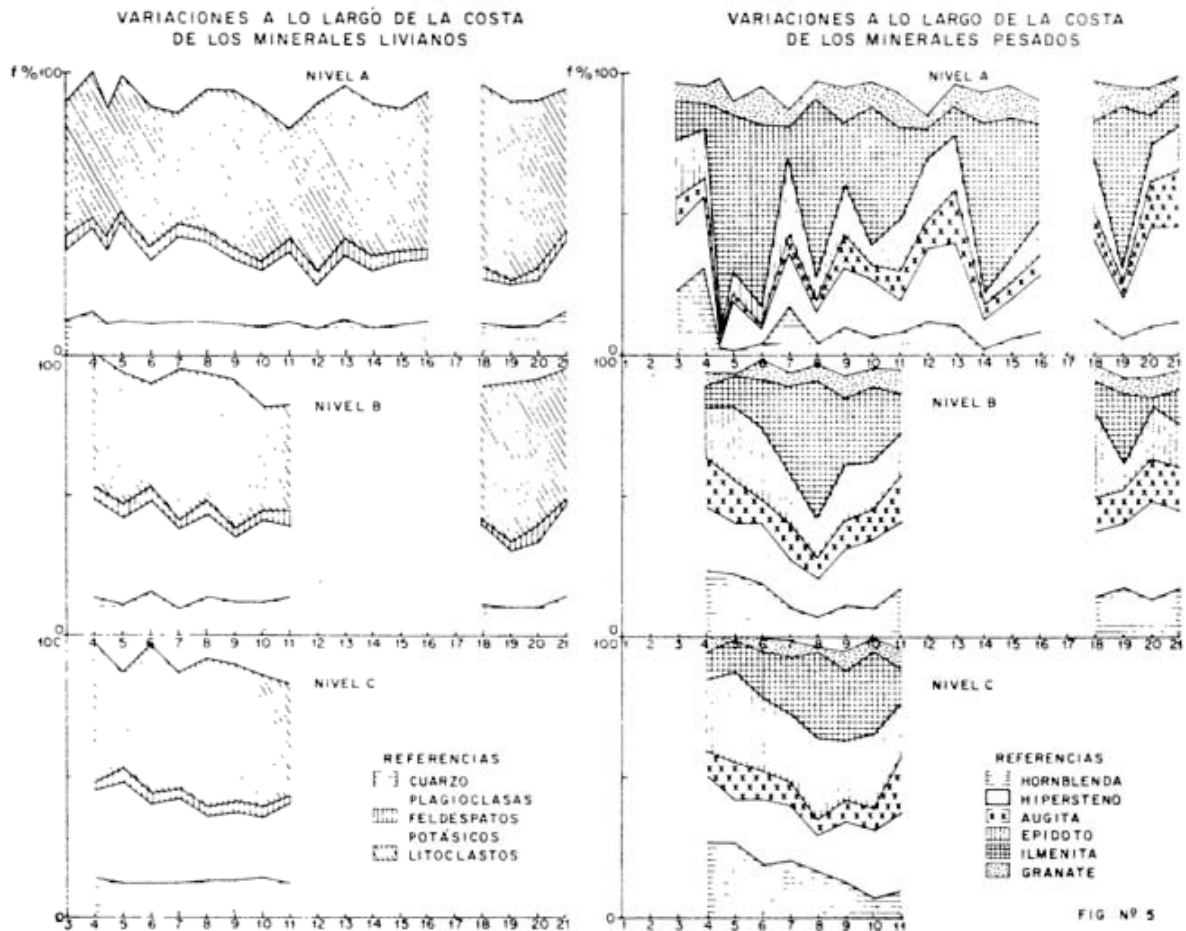 VARIACIONES A LO LARGO DE LA COSTA
DE LOS MINERALES LIVIANOS
f% 100
NIVEL A
0
100
4 5 6 7 8 9 10 11 12 13 14 15 16 17 18 19 20 21
NIVEL B
0
100
4 5 6 7 8 9 10 11 12 13 14 15 16 17 18 19 20 21
NIVEL C
REFERENCIAS
CUARZO
PLAGIOCLASAS
FELDESPATOS
POTÁSICOS
LITOCLASTOS
0
3 4 5 6 7 8 9 10 11 12 13 14 15 16 17 18 19 20 21
VARIACIONES A LO LARGO DE LA COSTA
DE LOS MINERALES PESADOS
f% 100
NIVEL A
0
100
1 2 3 4 5 6 7 8 9 10 11 12 13 14 15 16 17 18 19 20 21
NIVEL B
0
100
1 2 3 4 5 6 7 8 9 10 11 12 13 14 15 16 17 18 19 20 21
NIVEL C
REFERENCIAS
HORNBLENDA
HIPERSTENO
AUGITA
EPIDOTO
ILMENITA
GRANATE
0
1 2 3 4 5 6 7 8 9 10 11
FIG Nº 5